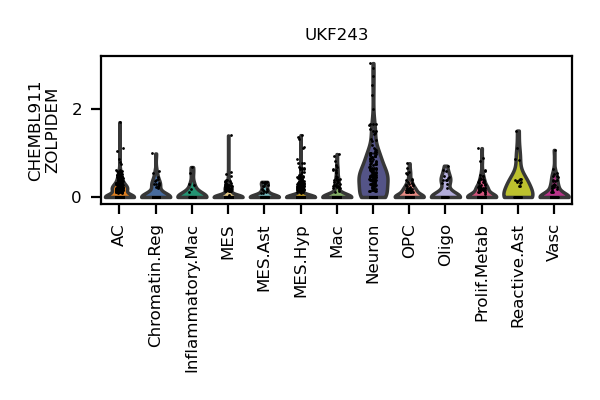 UKF243
CHEMBL911
ZOLPIDEM
2
0
AC
Chromatin.Reg
Inflammatory.Mac
MES
MES.Ast
MES.Hyp
Mac
Neuron
OPC
Oligo
Prolif.Metab
Reactive.Ast
Vasc